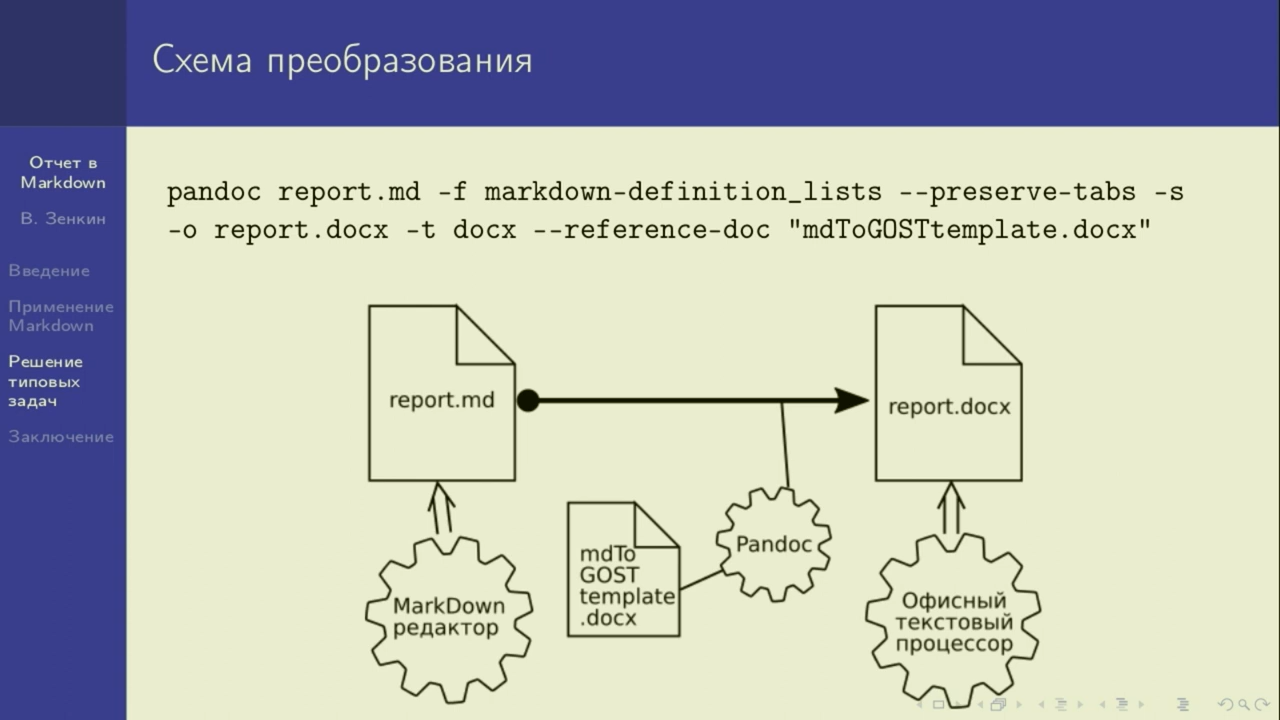 Схема преобразования
Отчет в
Markdown
В. Зенкин
Введение
Применение
Markdown
Решение
типовых
задач
Заключение
pandoc report.md -f markdown-definition_lists --preserve-tabs -s
-o report.docx -t docx --reference-doc "mdToGOSTtemplate.docx"
report.md
report.docx
mdTo
GOST
template
.docx
Pandoc
MarkDown
редактор
Офисный
текстовый
процессор